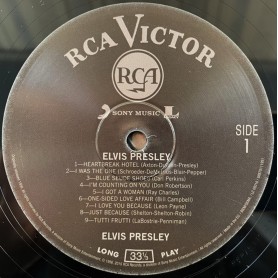 RCA VICTOR
RCA
SONY MUSIC
ELVIS PRESLEY
SIDE
1
1–HEARTBREAK HOTEL (Axton-Durden-Presley)
2–I WAS THE ONE (Schroeder-DeMetrius-Blair-Pepper)
3–BLUE SUEDE SHOES (Carl Perkins)
4–I'M COUNTING ON YOU (Don Robertson)
5–I GOT A WOMAN (Ray Charles)
6–ONE-SIDED LOVE AFFAIR (Bill Campbell)
7–I LOVE YOU BECAUSE (Leon Payne)
8–JUST BECAUSE (Shelton-Shelton-Robin)
9–TUTTI FRUTTI (LaBostrie-Penniman)
ELVIS PRESLEY
LONG 33⅓ PLAY